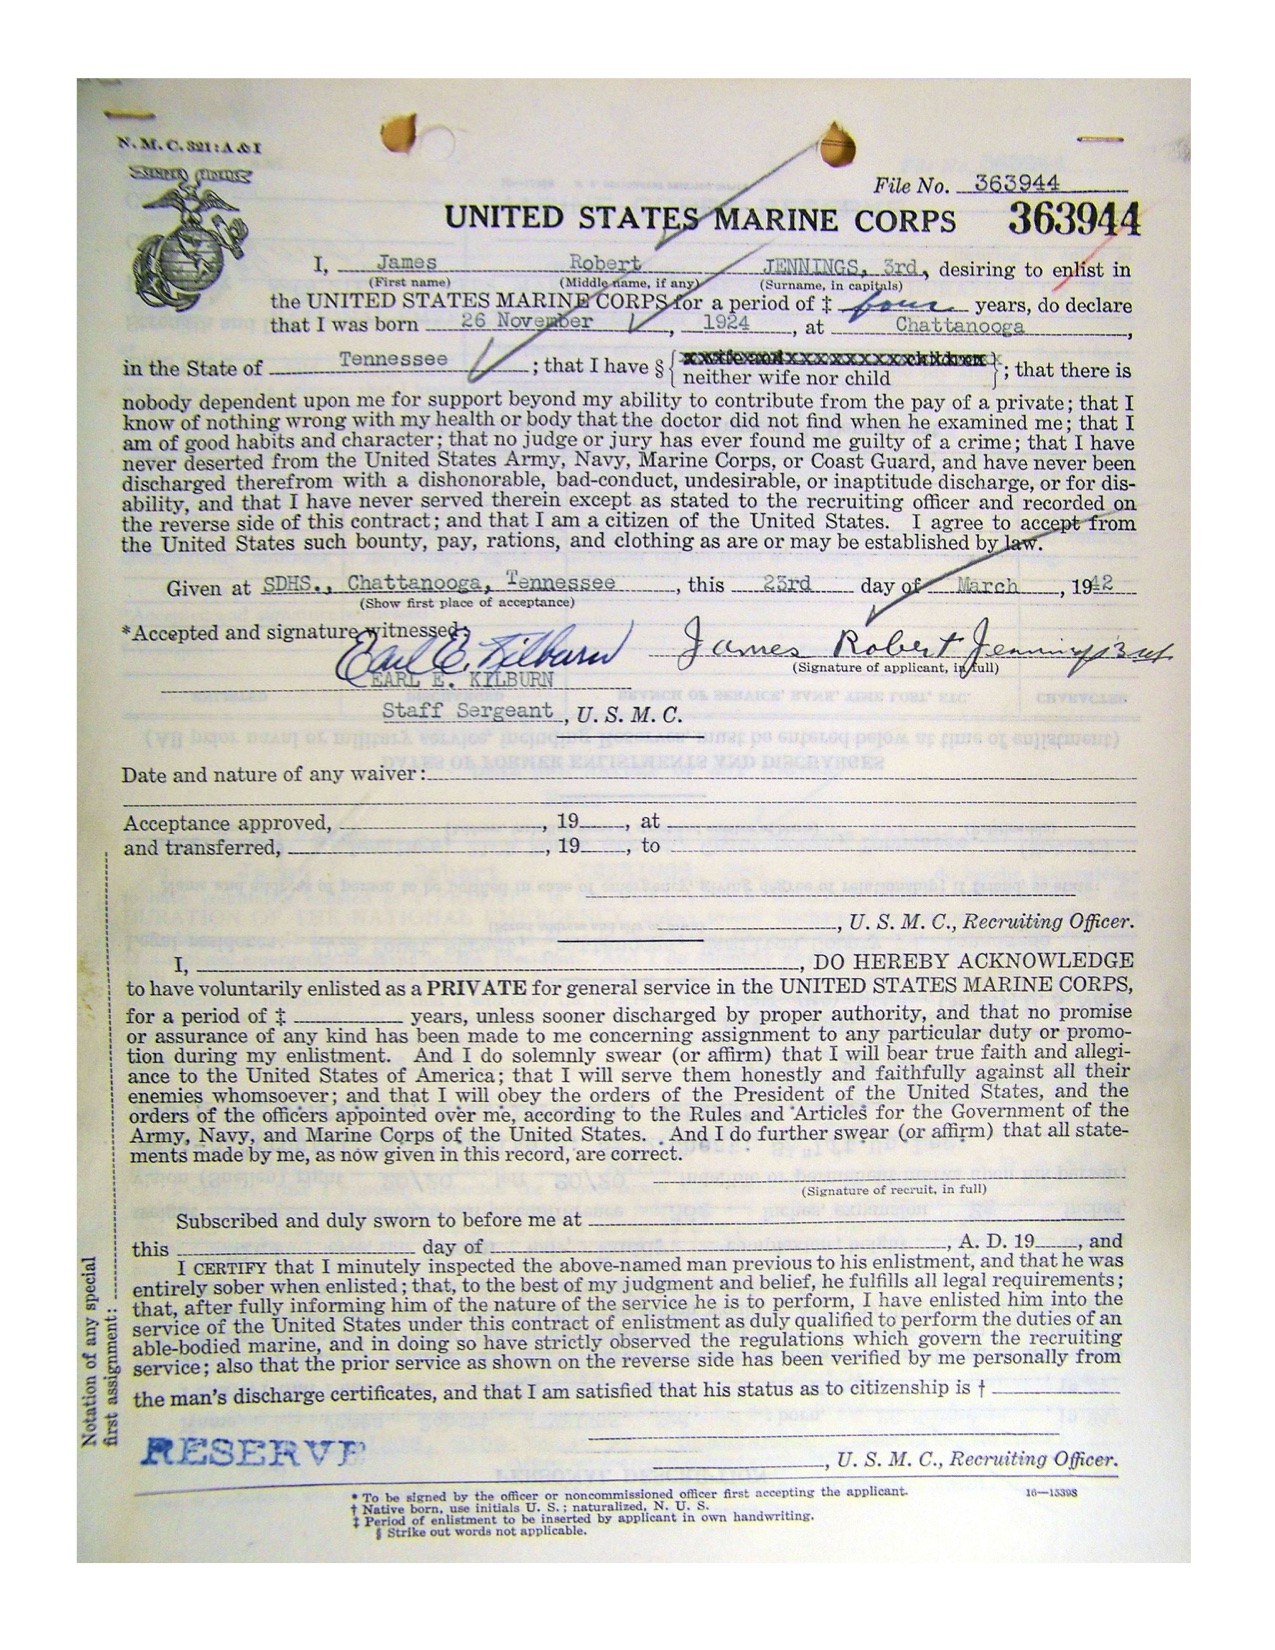 N. M. C. 321: A & I
SEMPER FIDELIS
File No. 363944
UNITED STATES MARINE CORPS 363944
I, James Robert JENNINGS, 3rd., desiring to enlist in
(First name) (Middle name, if any) (Surname, in capitals)
the UNITED STATES MARINE CORPS for a period of ‡ four years, do declare
that I was born 26 November, 1924, at Chattanooga,
in the State of Tennessee; that I have § { neither wife nor child }; that there is
nobody dependent upon me for support beyond my ability to contribute from the pay of a private; that I
know of nothing wrong with my health or body that the doctor did not find when he examined me; that I
am of good habits and character; that no judge or jury has ever found me guilty of a crime; that I have
never deserted from the United States Army, Navy, Marine Corps, or Coast Guard, and have never been
discharged therefrom with a dishonorable, bad-conduct, undesirable, or inaptitude discharge, or for dis-
ability, and that I have never served therein except as stated to the recruiting officer and recorded on
the reverse side of this contract; and that I am a citizen of the United States. I agree to accept from
the United States such bounty, pay, rations, and clothing as are or may be established by law.
Given at SDHS., Chattanooga, Tennessee, this 23rd day of March, 1942
(Show first place of acceptance)
*Accepted and signature witnessed:
Earl E. Kilburn James Robert Jennings 3rd
(Signature of applicant, in full)
EARL E. KILBURN
Staff Sergeant, U. S. M. C.
Date and nature of any waiver:
Acceptance approved, , 19 , at
and transferred, , 19 , to
, U. S. M. C., Recruiting Officer.
I, , DO HEREBY ACKNOWLEDGE
to have voluntarily enlisted as a PRIVATE for general service in the UNITED STATES MARINE CORPS,
for a period of ‡ years, unless sooner discharged by proper authority, and that no promise
or assurance of any kind has been made to me concerning assignment to any particular duty or promo-
tion during my enlistment. And I do solemnly swear (or affirm) that I will bear true faith and allegi-
ance to the United States of America; that I will serve them honestly and faithfully against all their
enemies whomsoever; and that I will obey the orders of the President of the United States, and the
orders of the officers appointed over me, according to the Rules and Articles for the Government of the
Army, Navy, and Marine Corps of the United States. And I do further swear (or affirm) that all state-
ments made by me, as now given in this record, are correct.
(Signature of recruit, in full)
Subscribed and duly sworn to before me at
this day of , A. D. 19 , and
I CERTIFY that I minutely inspected the above-named man previous to his enlistment, and that he was
entirely sober when enlisted; that, to the best of my judgment and belief, he fulfills all legal requirements;
that, after fully informing him of the nature of the service he is to perform, I have enlisted him into the
service of the United States under this contract of enlistment as duly qualified to perform the duties of an
able-bodied marine, and in doing so have strictly observed the regulations which govern the recruiting
service; also that the prior service as shown on the reverse side has been verified by me personally from
the man's discharge certificates, and that I am satisfied that his status as to citizenship is †
Notation of any special
first assignment:
RESERVE
, U. S. M. C., Recruiting Officer.
* To be signed by the officer or noncommissioned officer first accepting the applicant. 16—15398
† Native born, use initials U. S.; naturalized, N. U. S.
‡ Period of enlistment to be inserted by applicant in own handwriting.
§ Strike out words not applicable.